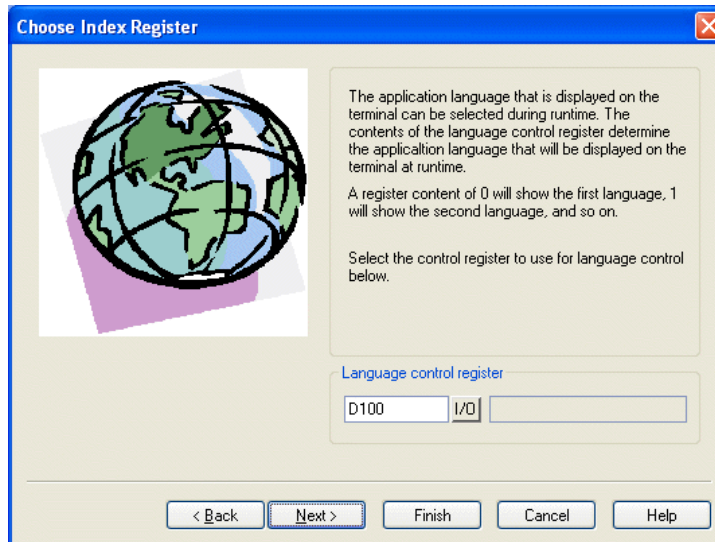 Choose Index Register
The application language that is displayed on the
terminal can be selected during runtime. The
contents of the language control register determine
the applicaltion language that will be displayed on the
terminal at runtime.
A register content of 0 will show the first language, 1
will show the second language, and so on.
Select the control register to use for language control
below.
Language control register
D100 I/O
< Back Next > Finish Cancel Help